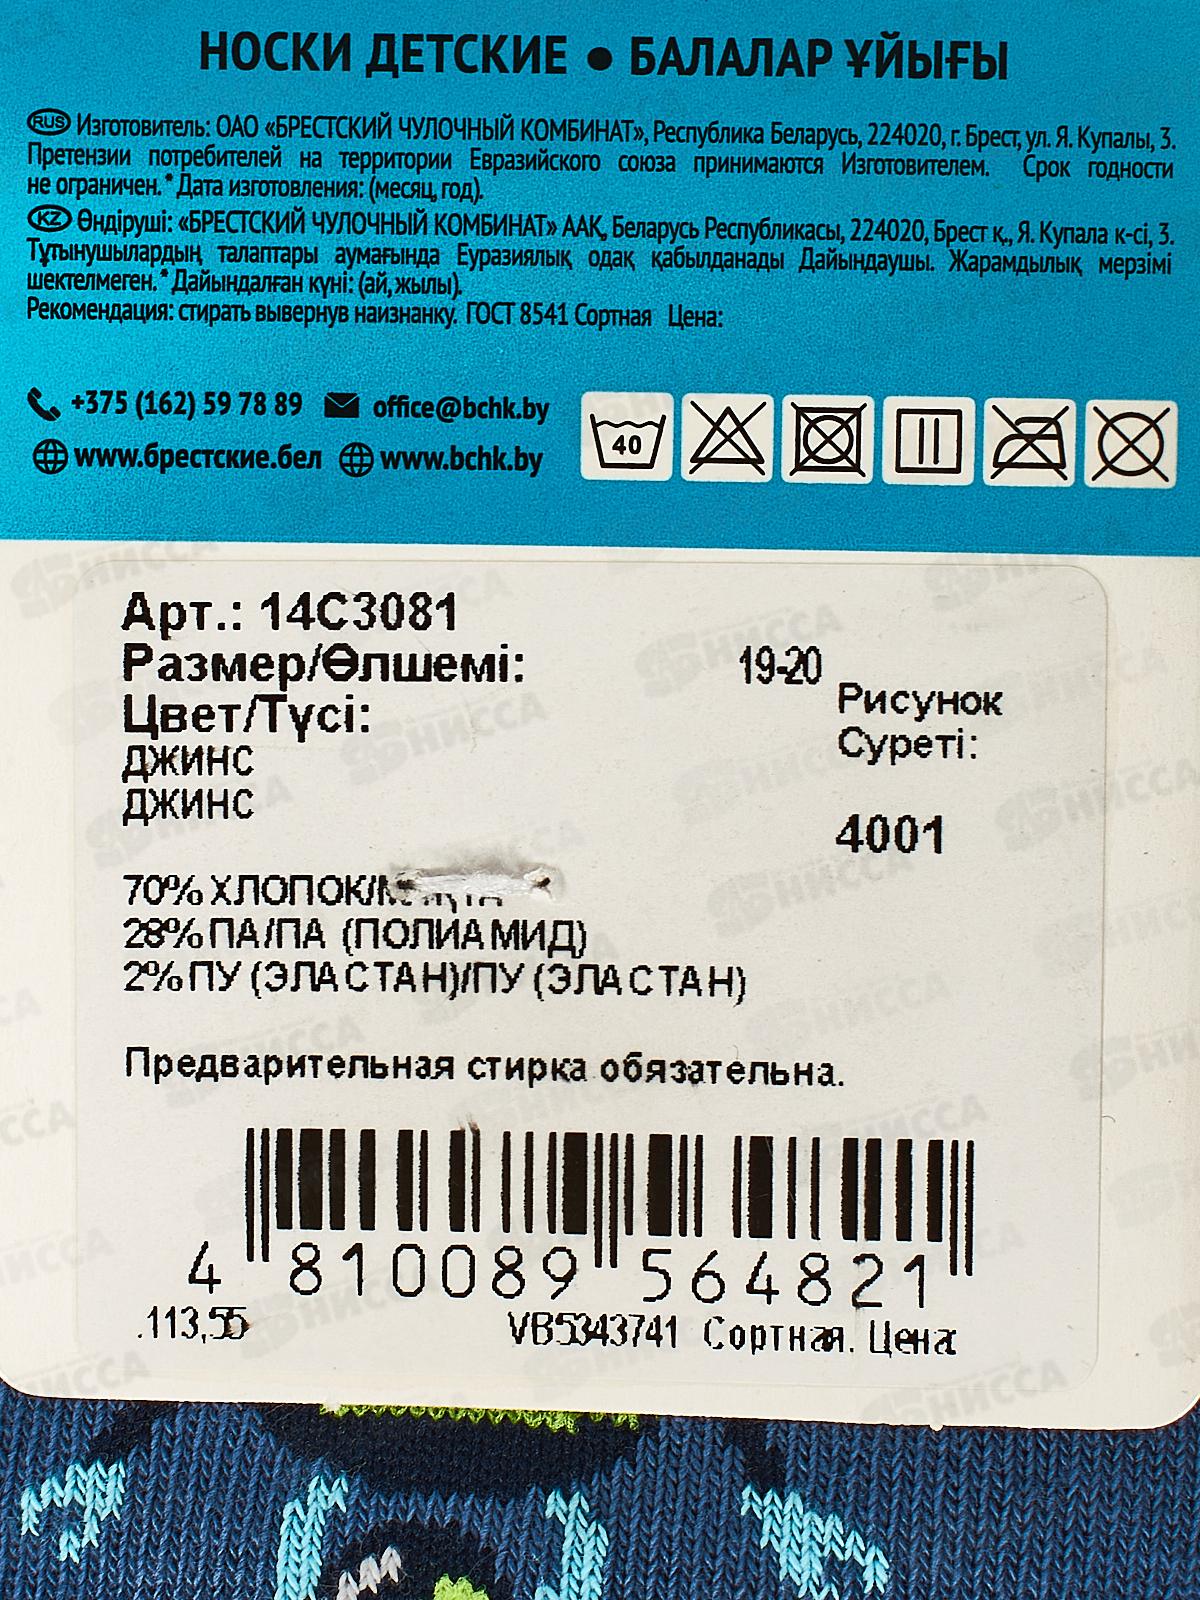 НОСКИ ДЕТСКИЕ ● БАЛАЛАР ҰЙЫҒЫ
RUS Изготовитель: ОАО «БРЕСТСКИЙ ЧУЛОЧНЫЙ КОМБИНАТ», Республика Беларусь, 224020, г. Брест, ул. Я. Купалы, 3.
Претензии потребителей на территории Евразийского союза принимаются Изготовителем. Срок годности
не ограничен. * Дата изготовления: (месяц, год).
KZ Өндіруші: «БРЕСТСКИЙ ЧУЛОЧНЫЙ КОМБИНАТ» ААҚ, Беларусь Республикасы, 224020, Брест қ., Я. Купала к-сі, 3.
Тұтынушылардың талаптары аумағында Еуразиялық одақ қабылданады Дайындаушы. Жарамдылық мерзімі
шектелмеген. * Дайындалған күні: (ай, жылы).
Рекомендация: стирать вывернув наизнанку. ГОСТ 8541 Сортная Цена:
+375 (162) 59 78 89 office@bchk.by
www.брестские.бел www.bchk.by
40
Арт.: 14С3081
Размер/Өлшемі: 19-20
Цвет/Түсі: Рисунок
ДЖИНС Суреті:
ДЖИНС
4001
70% ХЛОПОК/
28% ПА/ПА (ПОЛИАМИД)
2% ПУ (ЭЛАСТАН)/ПУ (ЭЛАСТАН)
Предварительная стирка обязательна.
4 810089 564821
.113,55 VB5343741 Сортная. Цена:
НИССА